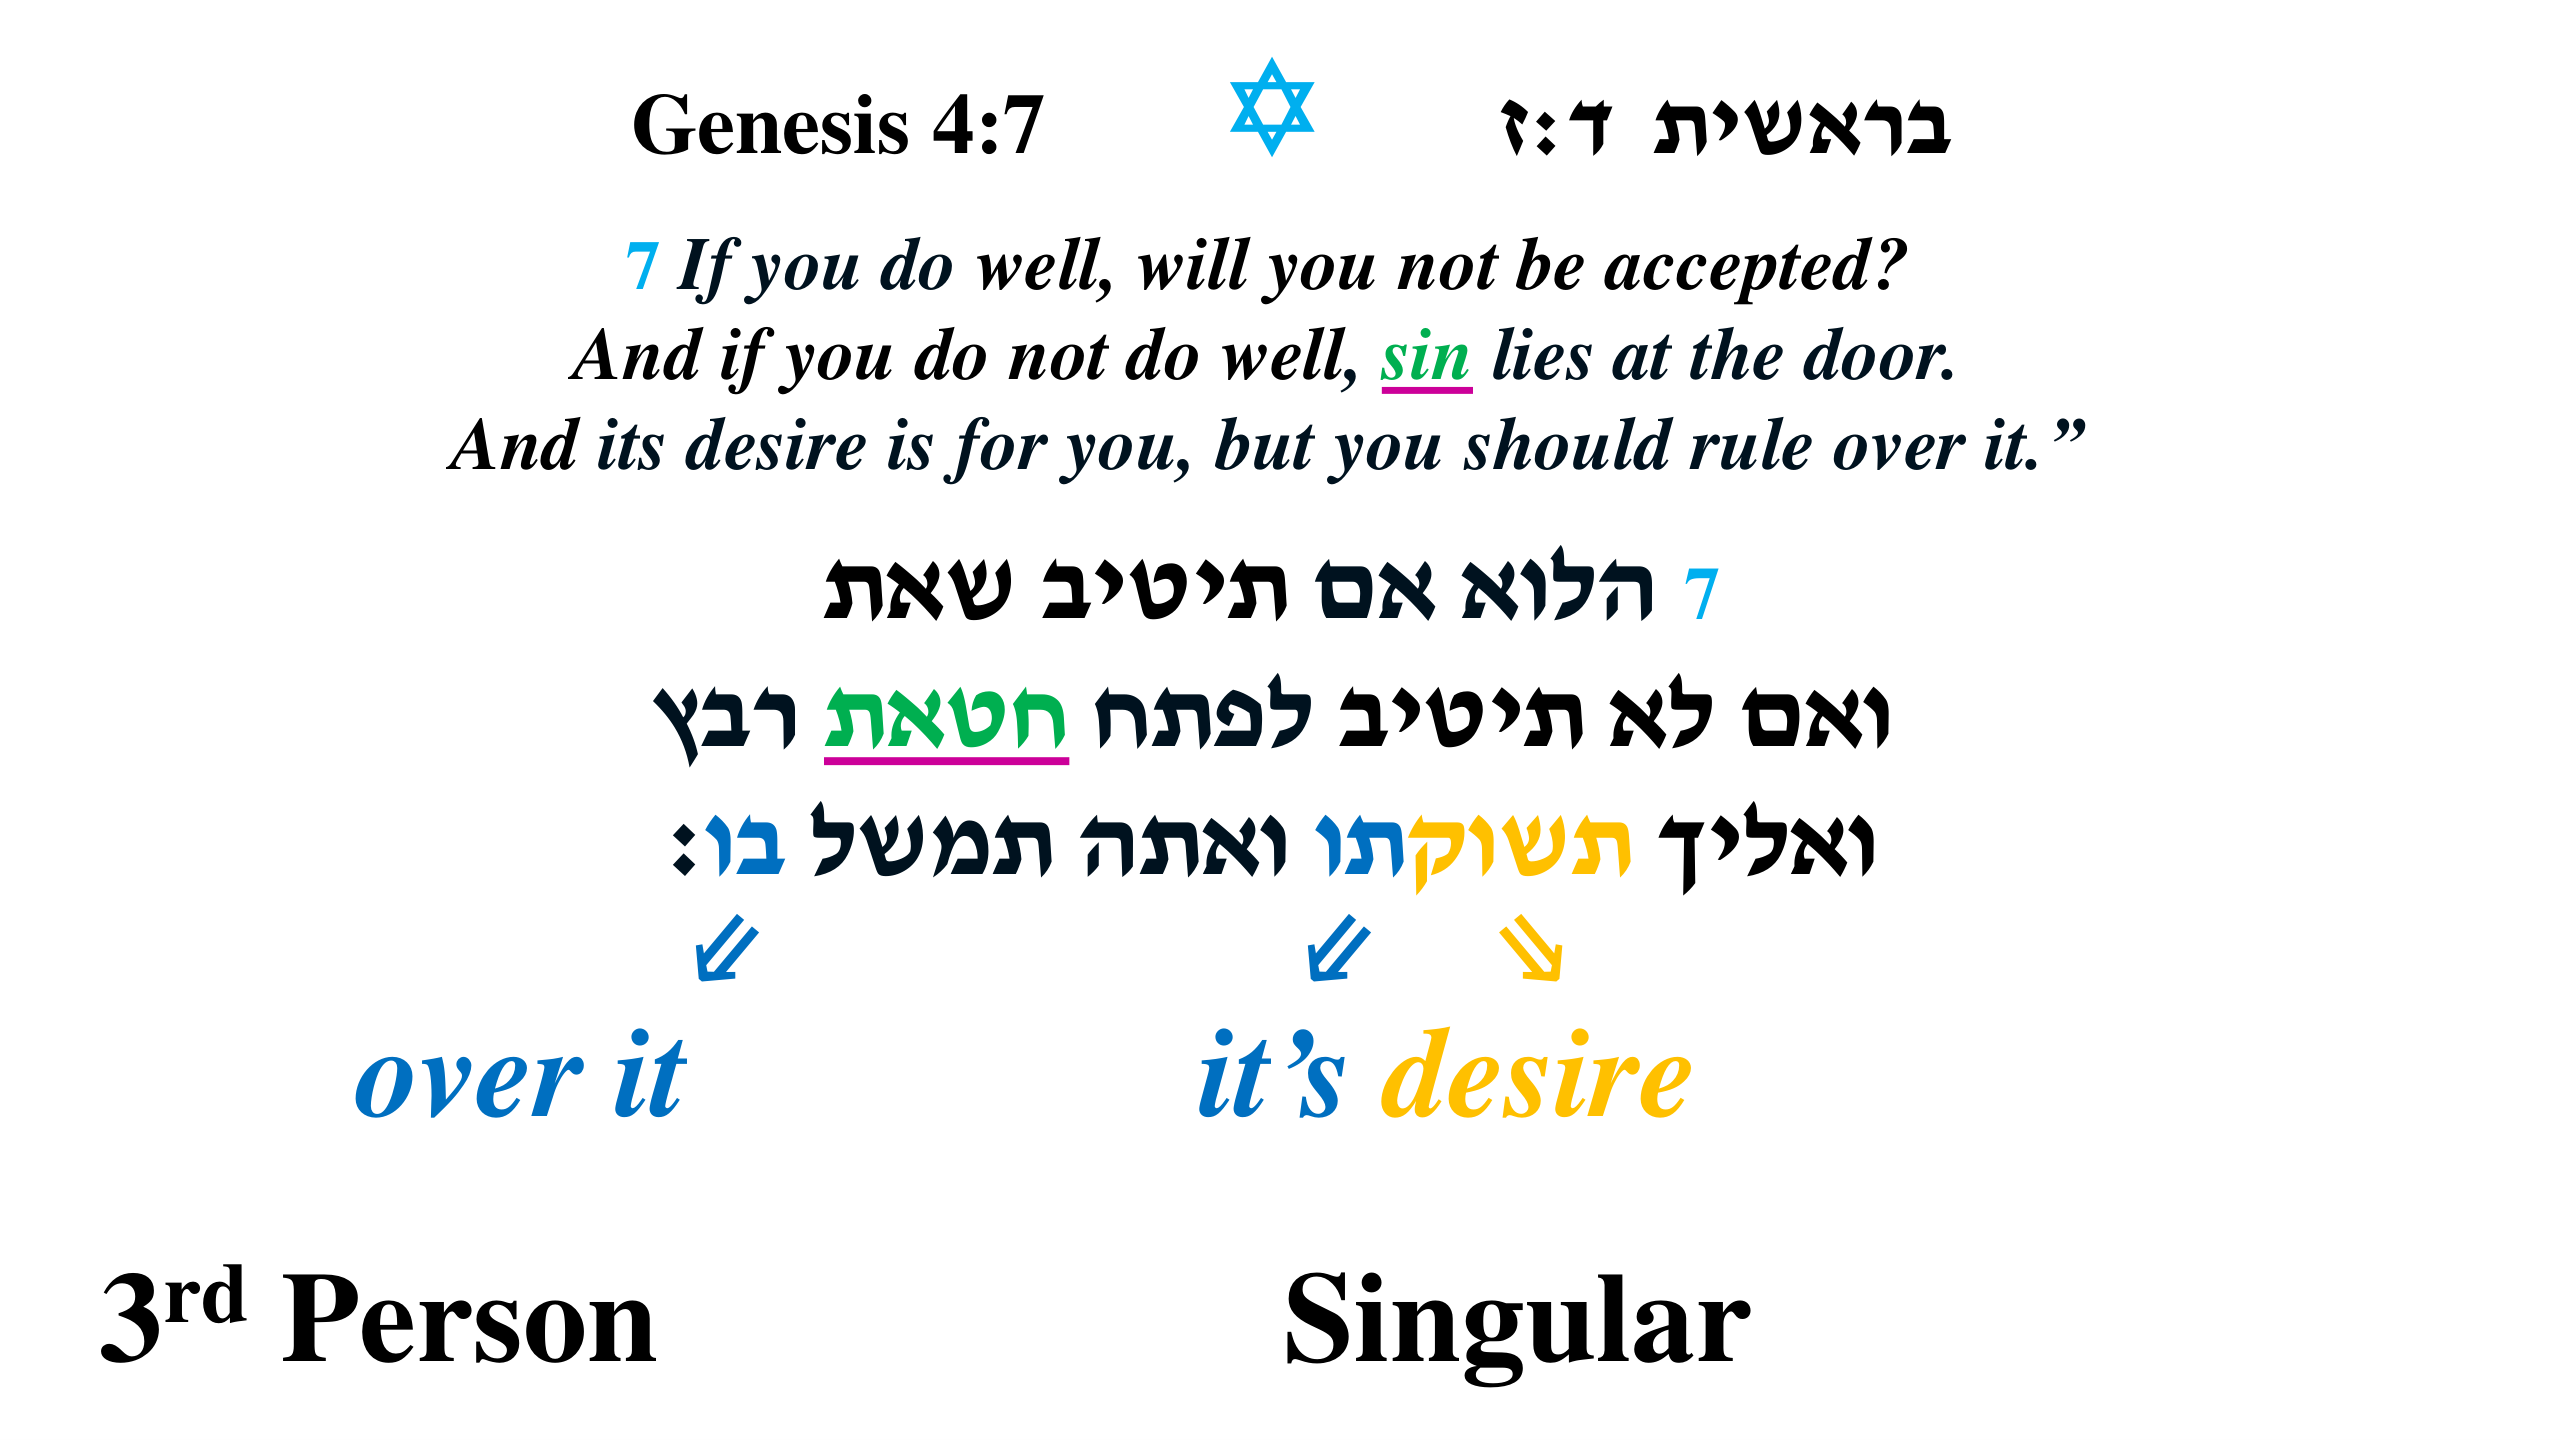 Genesis 4:7 ✡ בראשית ד:ז
7 If you do well, will you not be accepted?
And if you do not do well, sin lies at the door.
And its desire is for you, but you should rule over it.”
7 הלוא אם תיטיב שאת
ואם לא תיטיב לפתח חטאת רבץ
ואליך תשוקתו ואתה תמשל בו:
⇙ ⇙ ⇘
over it it’s desire
3rd Person Singular